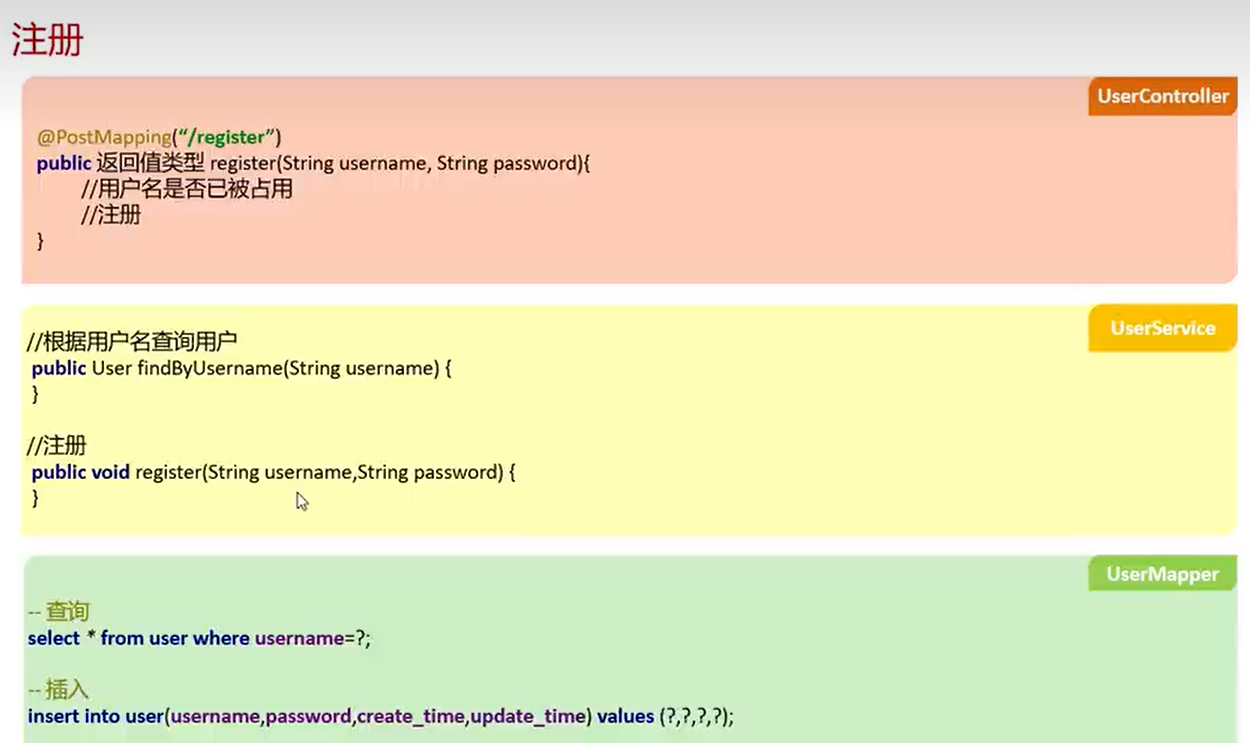 注册
UserController
@PostMapping(“/register”)
public 返回值类型 register(String username, String password){
//用户名是否已被占用
//注册
}
UserService
//根据用户名查询用户
public User findByUsername(String username) {
}
//注册
public void register(String username,String password) {
}
UserMapper
-- 查询
select * from user where username=?;
-- 插入
insert into user(username,password,create_time,update_time) values (?,?,?,?);